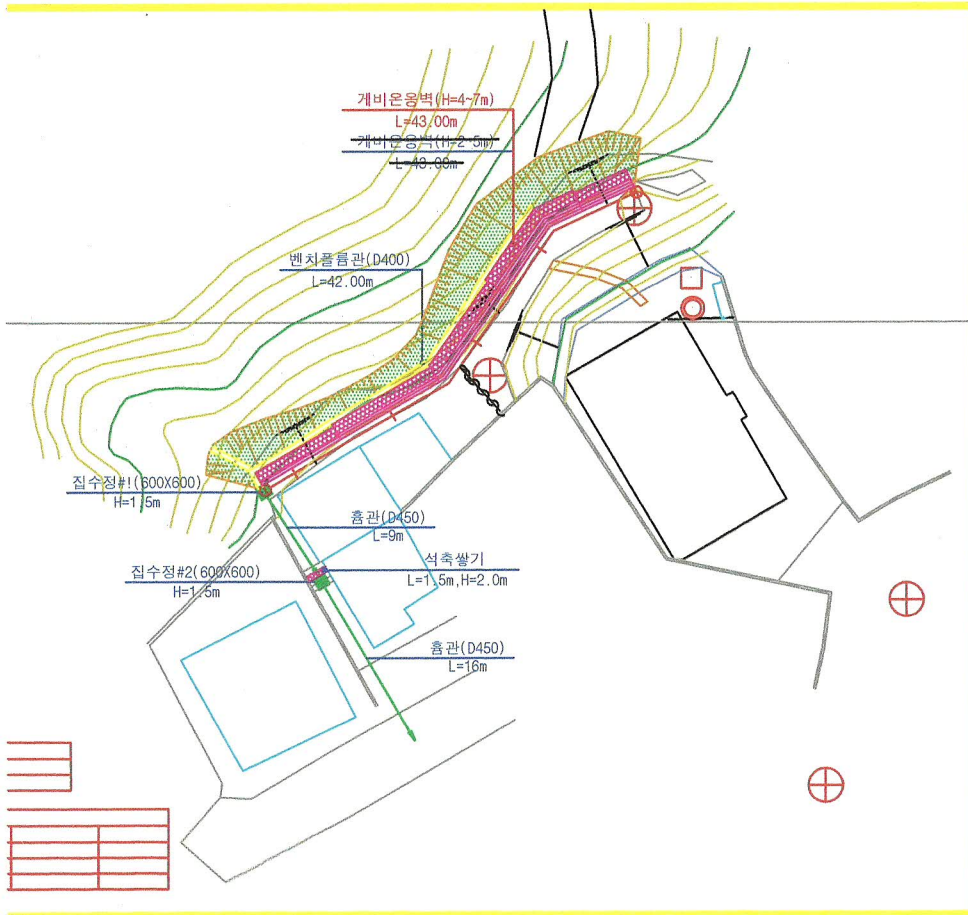 게비온옹벽(H=4~7m)
L=43.00m
게비온옹벽(H=2~5m)
L=43.00m
벤치플륨관(D400)
L=42.00m
집수정#!(600X600)
H=1.5m
흄관(D450)
L=9m
집수정#2(600X600)
H=1.5m
석축쌓기
L=1.5m,H=2.0m
흄관(D450)
L=16m